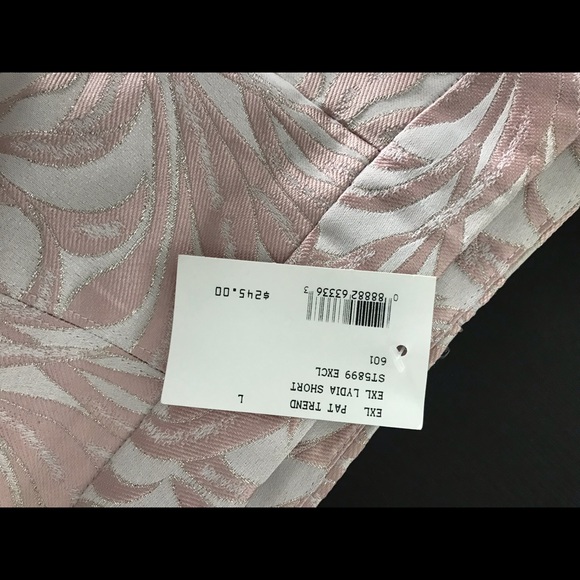 EXL   PAT TREND
EXL LYDIA SHORT   L
ST5899 EXCL
601
0 88882 63336 3
$245.00